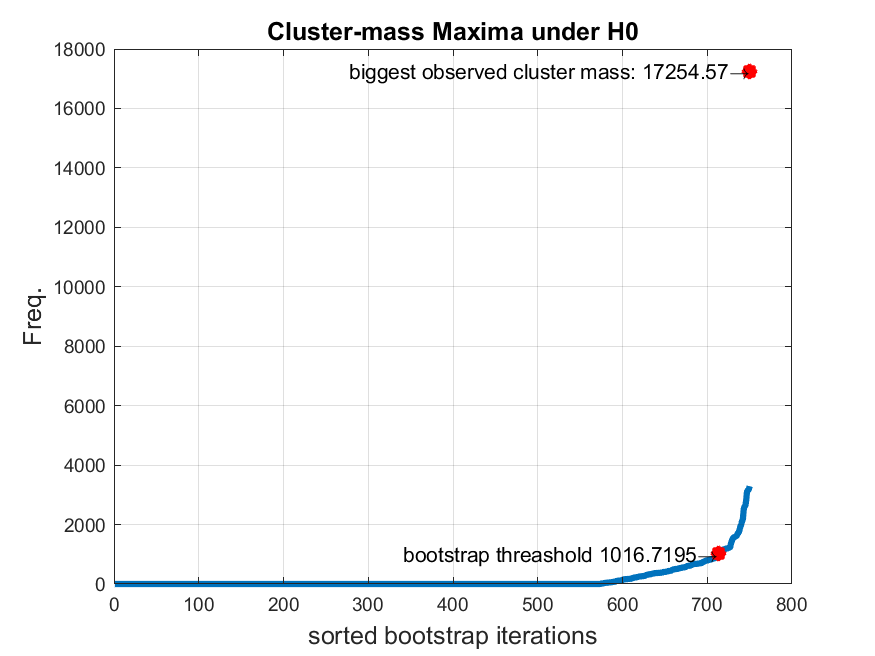 Cluster-mass Maxima under H0
18000
16000
14000
12000
10000
8000
6000
4000
2000
0
Freq.
biggest observed cluster mass: 17254.57
bootstrap threashold 1016.7195
0 100 200 300 400 500 600 700 800
sorted bootstrap iterations